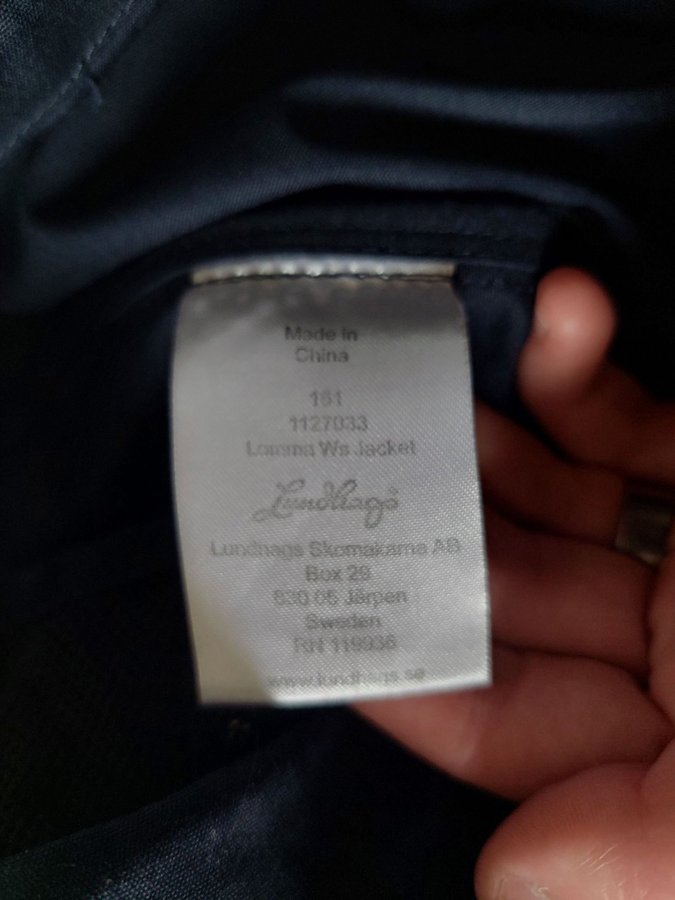 Made in
China
161
1127033
Lomma Ws Jacket
Lundhags
Lundhags Skomakarna AB
Box 29
830 05 Järpen
Sweden
RN 119936
www.lundhags.se